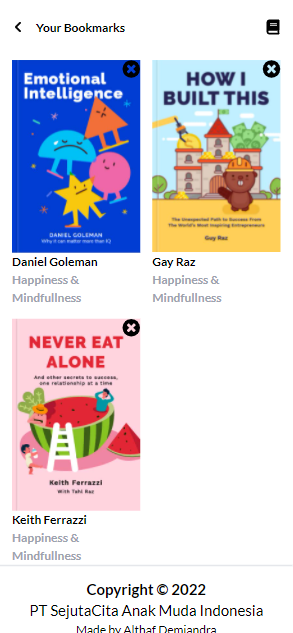 Your Bookmarks
Emotional
Intelligence
DANIEL GOLEMAN
Why it can matter more than IQ
Daniel Goleman
Happiness &
Mindfullness
HOW I
BUILT THIS
The Unexpected Path to Success From
The World's Most Inspiring Entrepreneurs
Guy Raz
Gay Raz
Happiness &
Mindfullness
NEVER EAT
ALONE
And other secrets to success,
one relationship at a time
Keith Ferrazzi
With Tahl Raz
Keith Ferrazzi
Happiness &
Mindfullness
Copyright © 2022
PT SejutaCita Anak Muda Indonesia
Made by Althaf Demiandra